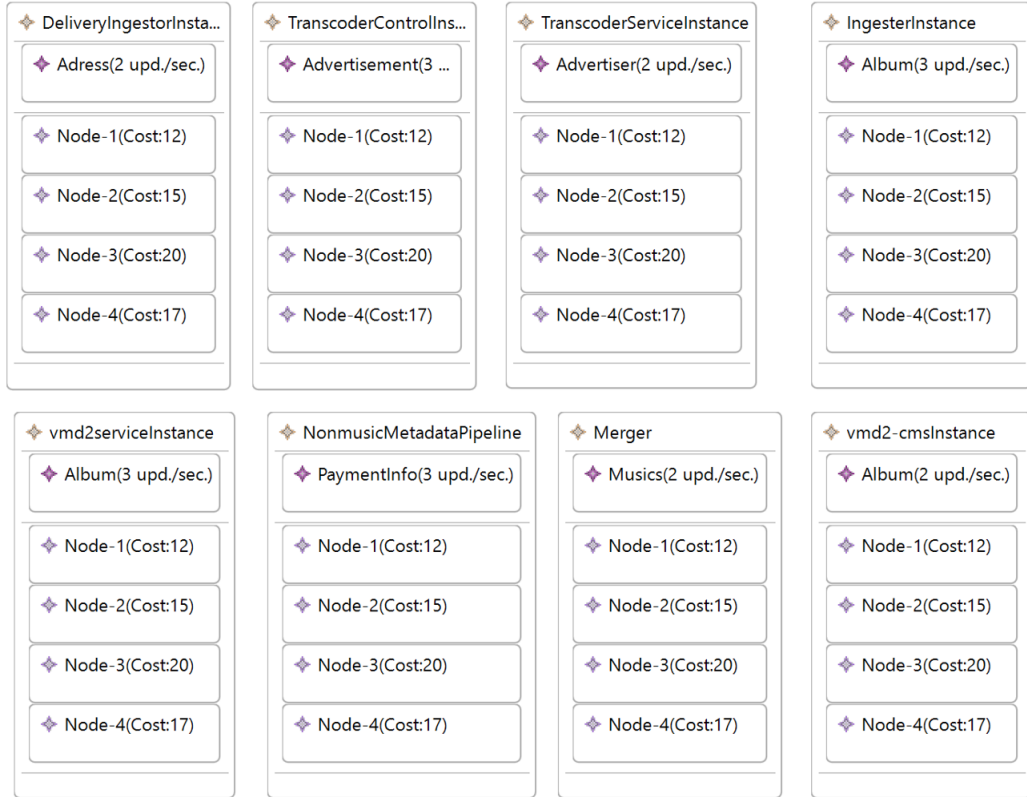 DeliveryIngestorInsta...
Adress(2 upd./sec.)
Node-1(Cost:12)
Node-2(Cost:15)
Node-3(Cost:20)
Node-4(Cost:17)
TranscoderControlIns...
Advertisement(3 ...
Node-1(Cost:12)
Node-2(Cost:15)
Node-3(Cost:20)
Node-4(Cost:17)
TranscoderServiceInstance
Advertiser(2 upd./sec.)
Node-1(Cost:12)
Node-2(Cost:15)
Node-3(Cost:20)
Node-4(Cost:17)
IngesterInstance
Album(3 upd./sec.)
Node-1(Cost:12)
Node-2(Cost:15)
Node-3(Cost:20)
Node-4(Cost:17)
vmd2serviceInstance
Album(3 upd./sec.)
Node-1(Cost:12)
Node-2(Cost:15)
Node-3(Cost:20)
Node-4(Cost:17)
NonmusicMetadataPipeline
PaymentInfo(3 upd./sec.)
Node-1(Cost:12)
Node-2(Cost:15)
Node-3(Cost:20)
Node-4(Cost:17)
Merger
Musics(2 upd./sec.)
Node-1(Cost:12)
Node-2(Cost:15)
Node-3(Cost:20)
Node-4(Cost:17)
vmd2-cmsInstance
Album(2 upd./sec.)
Node-1(Cost:12)
Node-2(Cost:15)
Node-3(Cost:20)
Node-4(Cost:17)